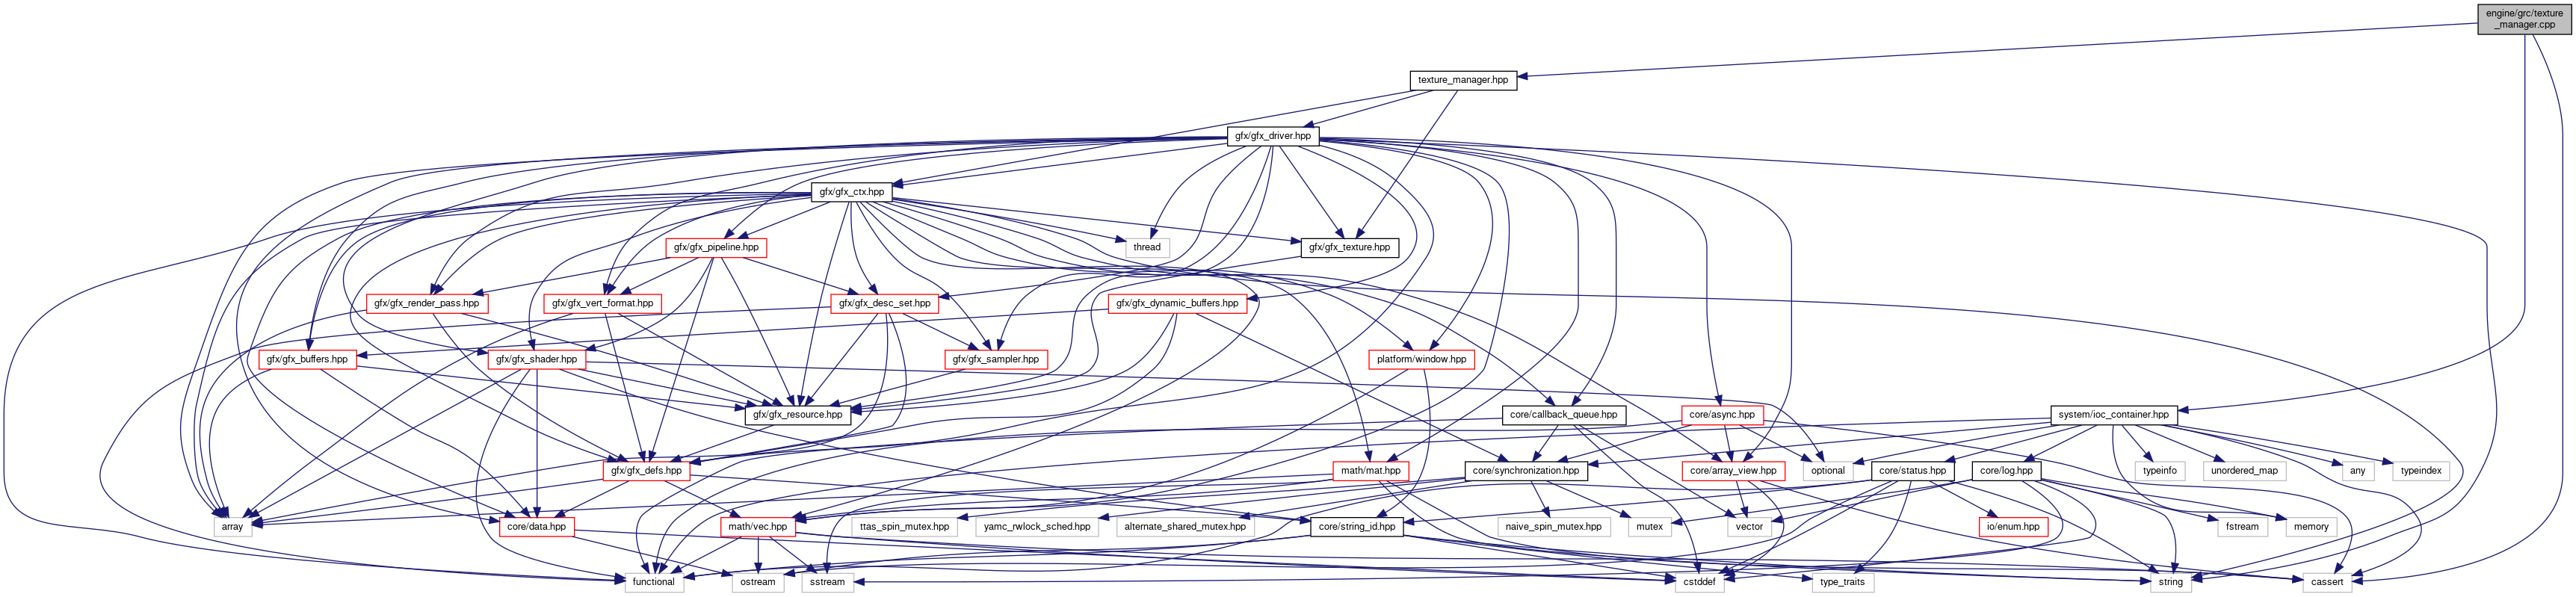 engine/grc/texture
_manager.cpp
texture_manager.hpp
gfx/gfx_driver.hpp
gfx/gfx_ctx.hpp
gfx/gfx_pipeline.hpp
thread
gfx/gfx_texture.hpp
gfx/gfx_render_pass.hpp
gfx/gfx_vert_format.hpp
gfx/gfx_desc_set.hpp
gfx/gfx_dynamic_buffers.hpp
gfx/gfx_buffers.hpp
gfx/gfx_shader.hpp
gfx/gfx_sampler.hpp
platform/window.hpp
gfx/gfx_resource.hpp
core/callback_queue.hpp
core/async.hpp
system/ioc_container.hpp
gfx/gfx_defs.hpp
math/mat.hpp
core/synchronization.hpp
core/array_view.hpp
optional
core/status.hpp
core/log.hpp
typeinfo
unordered_map
any
typeindex
array
core/data.hpp
math/vec.hpp
ttas_spin_mutex.hpp
yamc_rwlock_sched.hpp
alternate_shared_mutex.hpp
core/string_id.hpp
naive_spin_mutex.hpp
mutex
vector
io/enum.hpp
fstream
memory
functional
ostream
sstream
cstddef
type_traits
string
cassert